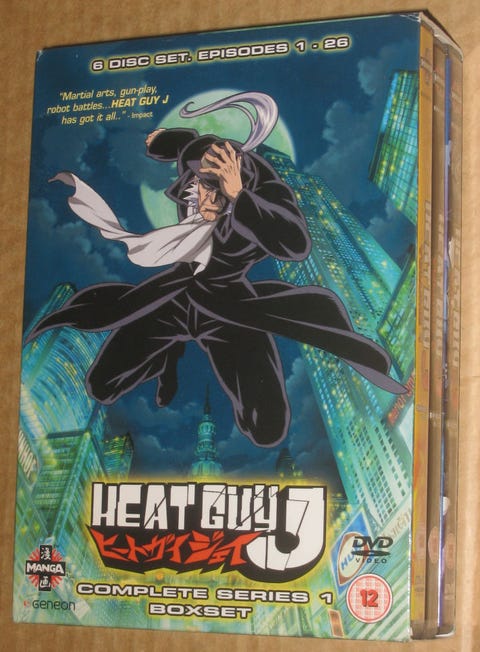 6 DISC SET. EPISODES 1 - 26
"Martial arts, gun-play,
robot battles...HEAT GUY J
has got it all.." - Impact
HEAT GUY J
ヒートガイジェイ
漫画
MANGA
Geneon
DVD
VIDEO
COMPLETE SERIES 1
BOXSET
12